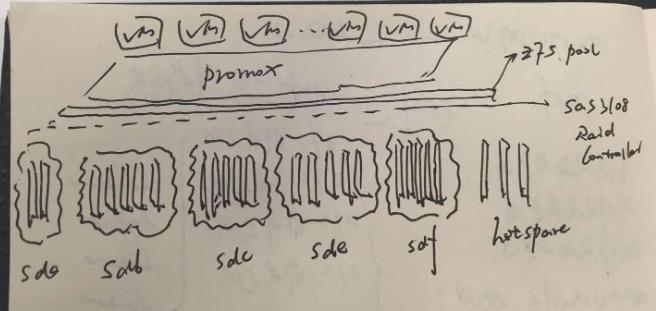 VM VM VM ... VM VM VM
promox
zfs pool
SAS3108
Raid
Controller
sda sdb sdc sde sdf hotspare